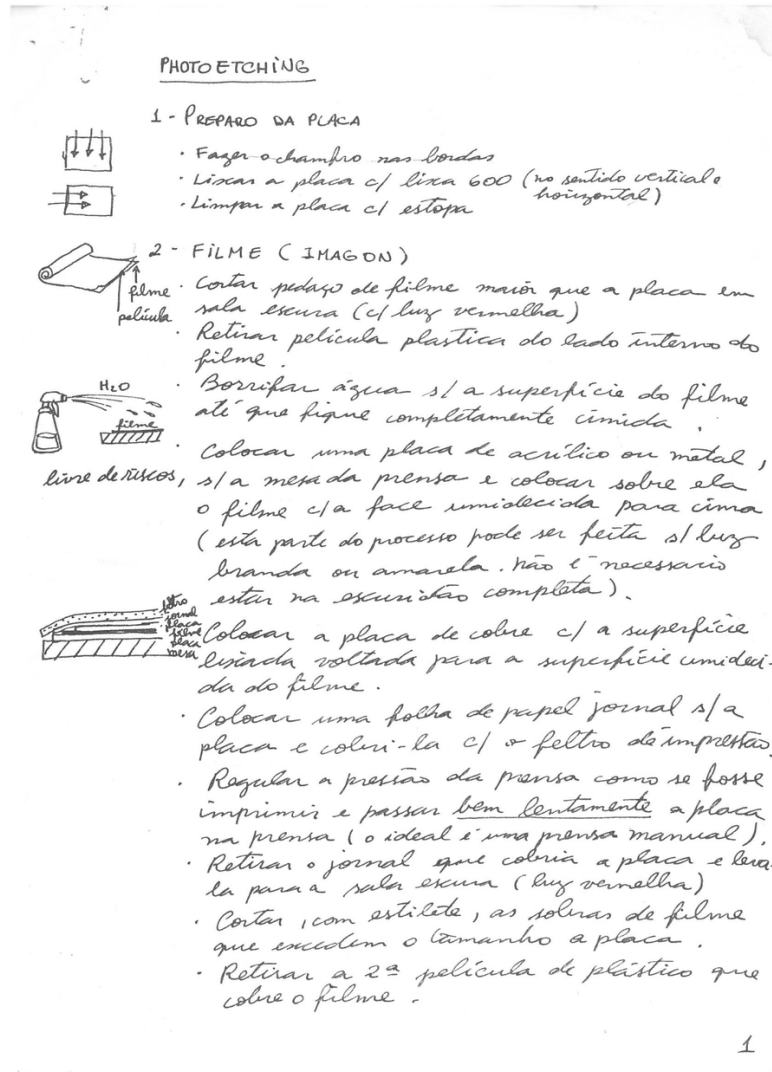 PHOTOETCHING
1 - PREPARO DA PLACA
· Fazer o chanfro nas bordas
· Lixar a placa c/ lixa 600 (no sentido vertical e
horizontal)
· Limpar a placa c/ estopa
2 - FILME (IMAGON)
filme
película
· Cortar pedaço de filme maior que a placa em
sala escura (c/ luz vermelha)
· Retirar película plastica do lado interno do
filme.
H2O
filme
· Borrifar água s/ a superfície do filme
até que fique completamente úmida.
· Colocar uma placa de acrílico ou metal,
livre de riscos, s/a mesa da prensa e colocar sobre ela
o filme c/a face umidecida para cima
(esta parte do processo pode ser feita s/ luz
branda ou amarela. Não é necessario
estar na escuridão completa).
feltro
jornal
placa
filme
placa
mesa
Colocar a placa de cobre c/ a superfície
lixada voltada para a superfície umideci-
da do filme.
· Colocar uma folha de papel jornal s/a
placa e cobri-la c/ o feltro de impressão.
· Regular a pressão da prensa como se fosse
imprimir e passar bem lentamente a placa
na prensa (o ideal é uma prensa manual).
· Retirar o jornal que cobria a placa e leva-
la para a sala escura (luz vermelha)
· Cortar, com estilete, as sobras de filme
que excedem o tamanho a placa.
· Retirar a 2ª película de plástico que
cobre o filme.
1